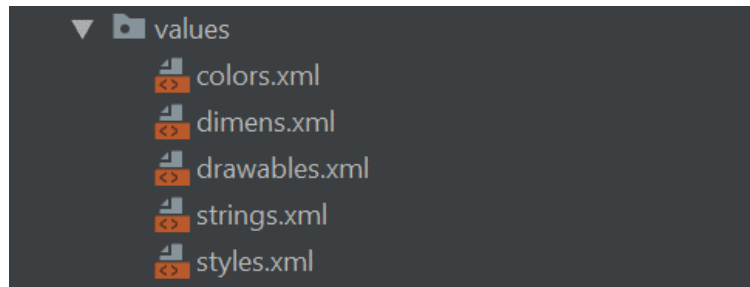 values
colors.xml
dimens.xml
drawables.xml
strings.xml
styles.xml